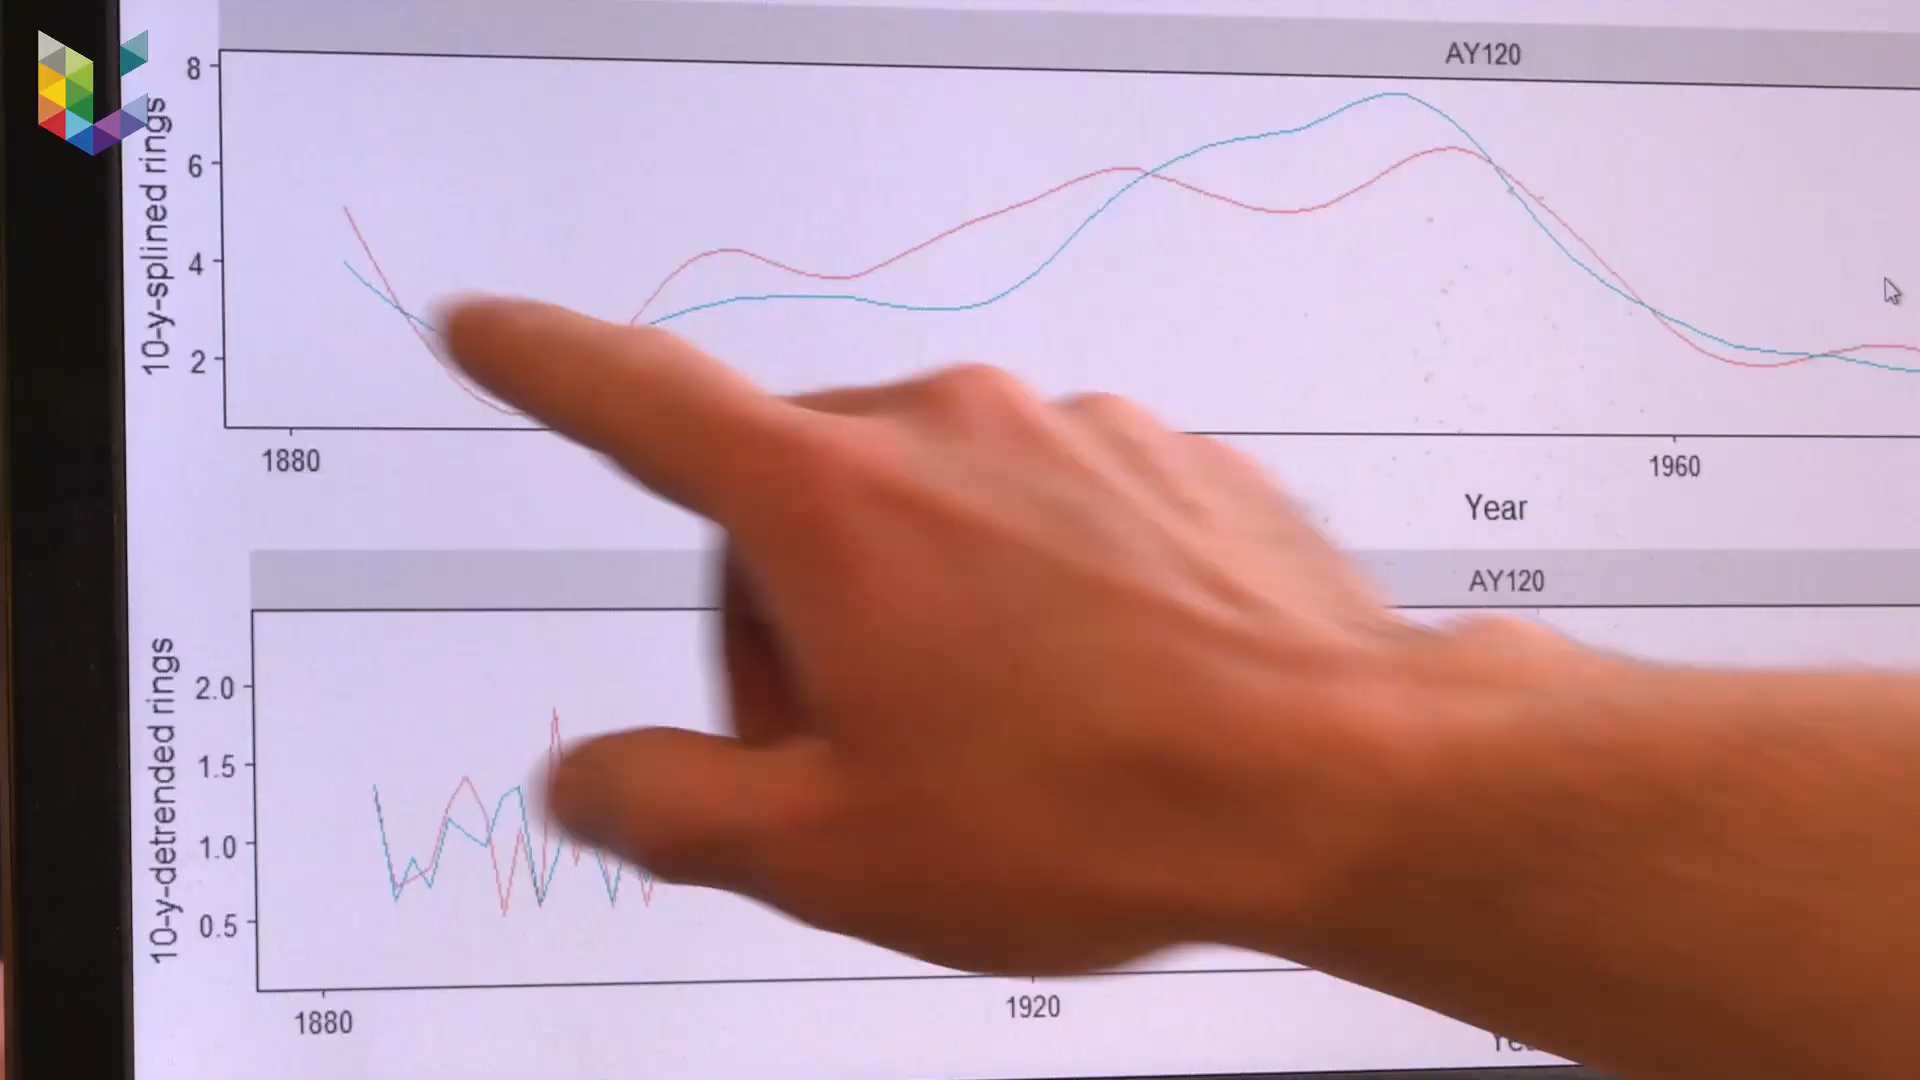 AY120
10-y-splined rings
8
6
4
2
1880
1960
Year
AY120
10-y-detrended rings
2.0
1.5
1.0
0.5
1880
1920